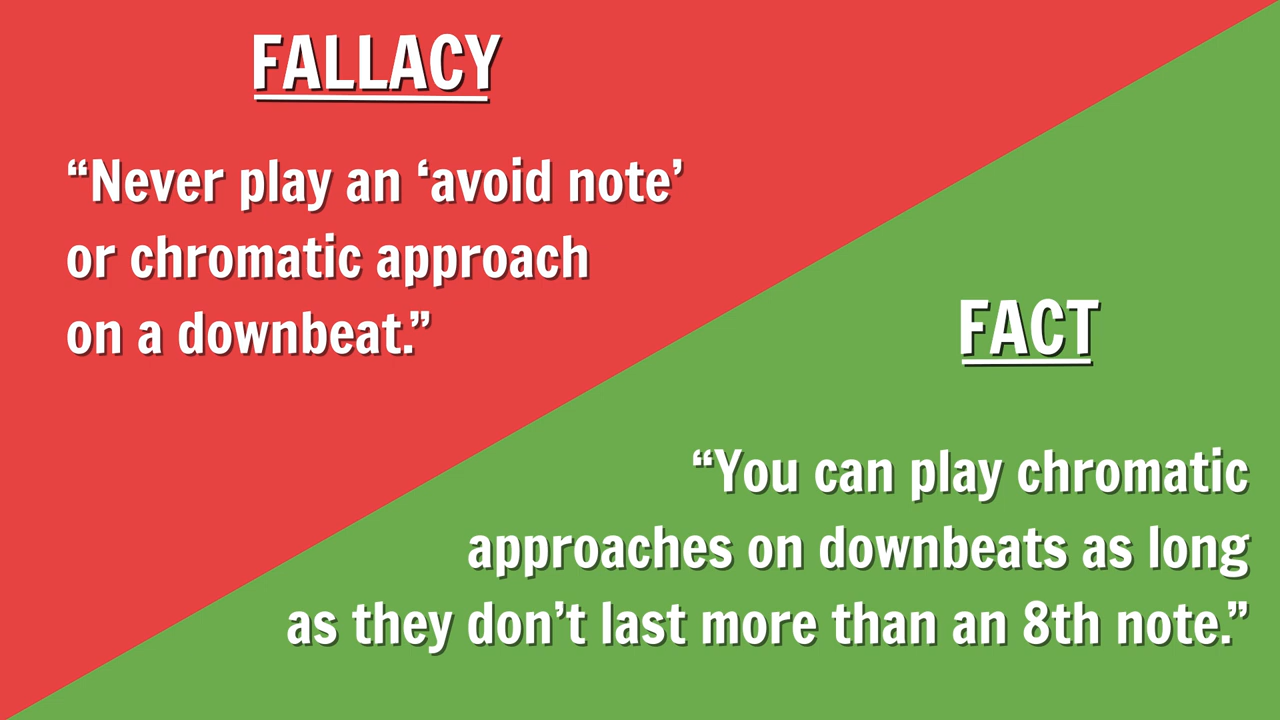 FALLACY
“Never play an ‘avoid note’
or chromatic approach
on a downbeat.”
FACT
“You can play chromatic
approaches on downbeats as long
as they don’t last more than an 8th note.”